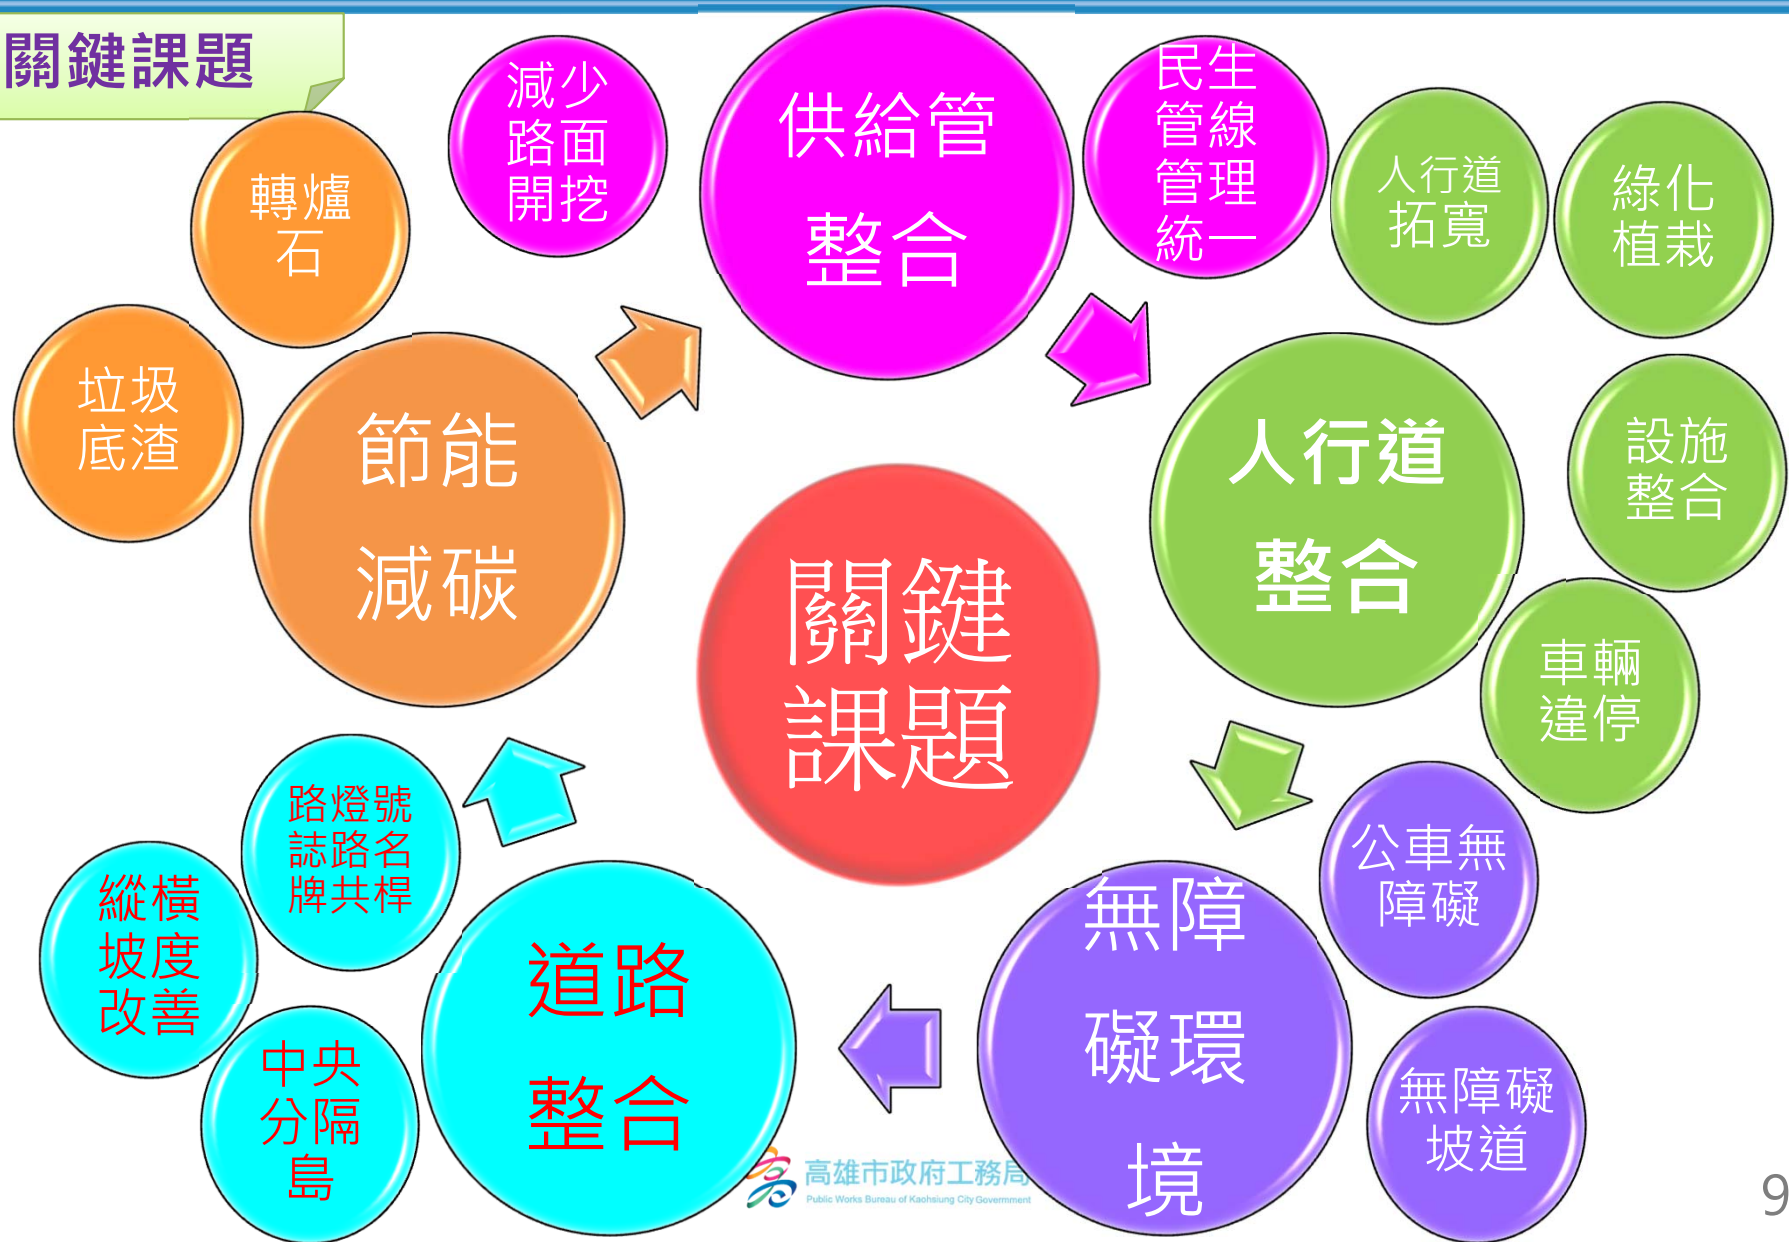 關鍵課題
減少
路面
開挖
供給管
整合
民生
管線
管理
統一
人行道
拓寬
綠化
植栽
轉爐
石
垃圾
底渣
節能
減碳
人行道
整合
設施
整合
車輛
違停
關鍵
課題
路燈號
誌路名
牌共桿
縱橫
坡度
改善
中央
分隔
島
道路
整合
無障
礙環
境
公車無
障礙
無障礙
坡道
高雄市政府工務局
Public Works Bureau of Kaohsiung City Government
9